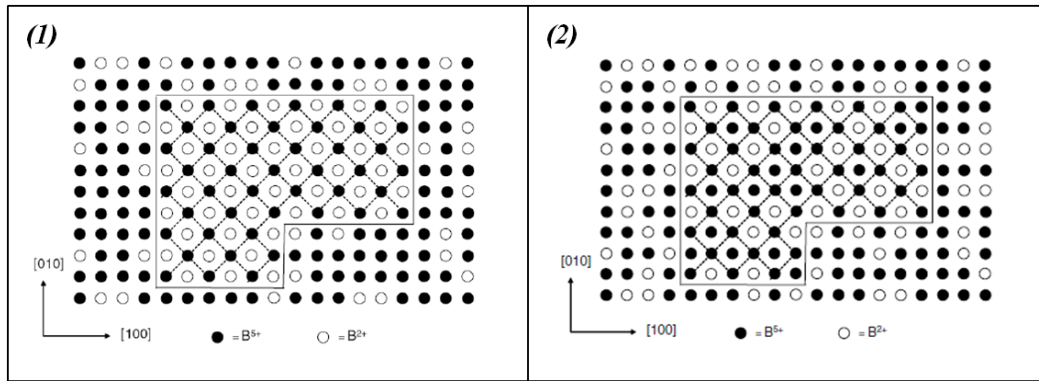 (1)
[010]
[100]
= B⁵⁺
= B²⁺
(2)
[010]
[100]
= B⁵⁺
= B²⁺